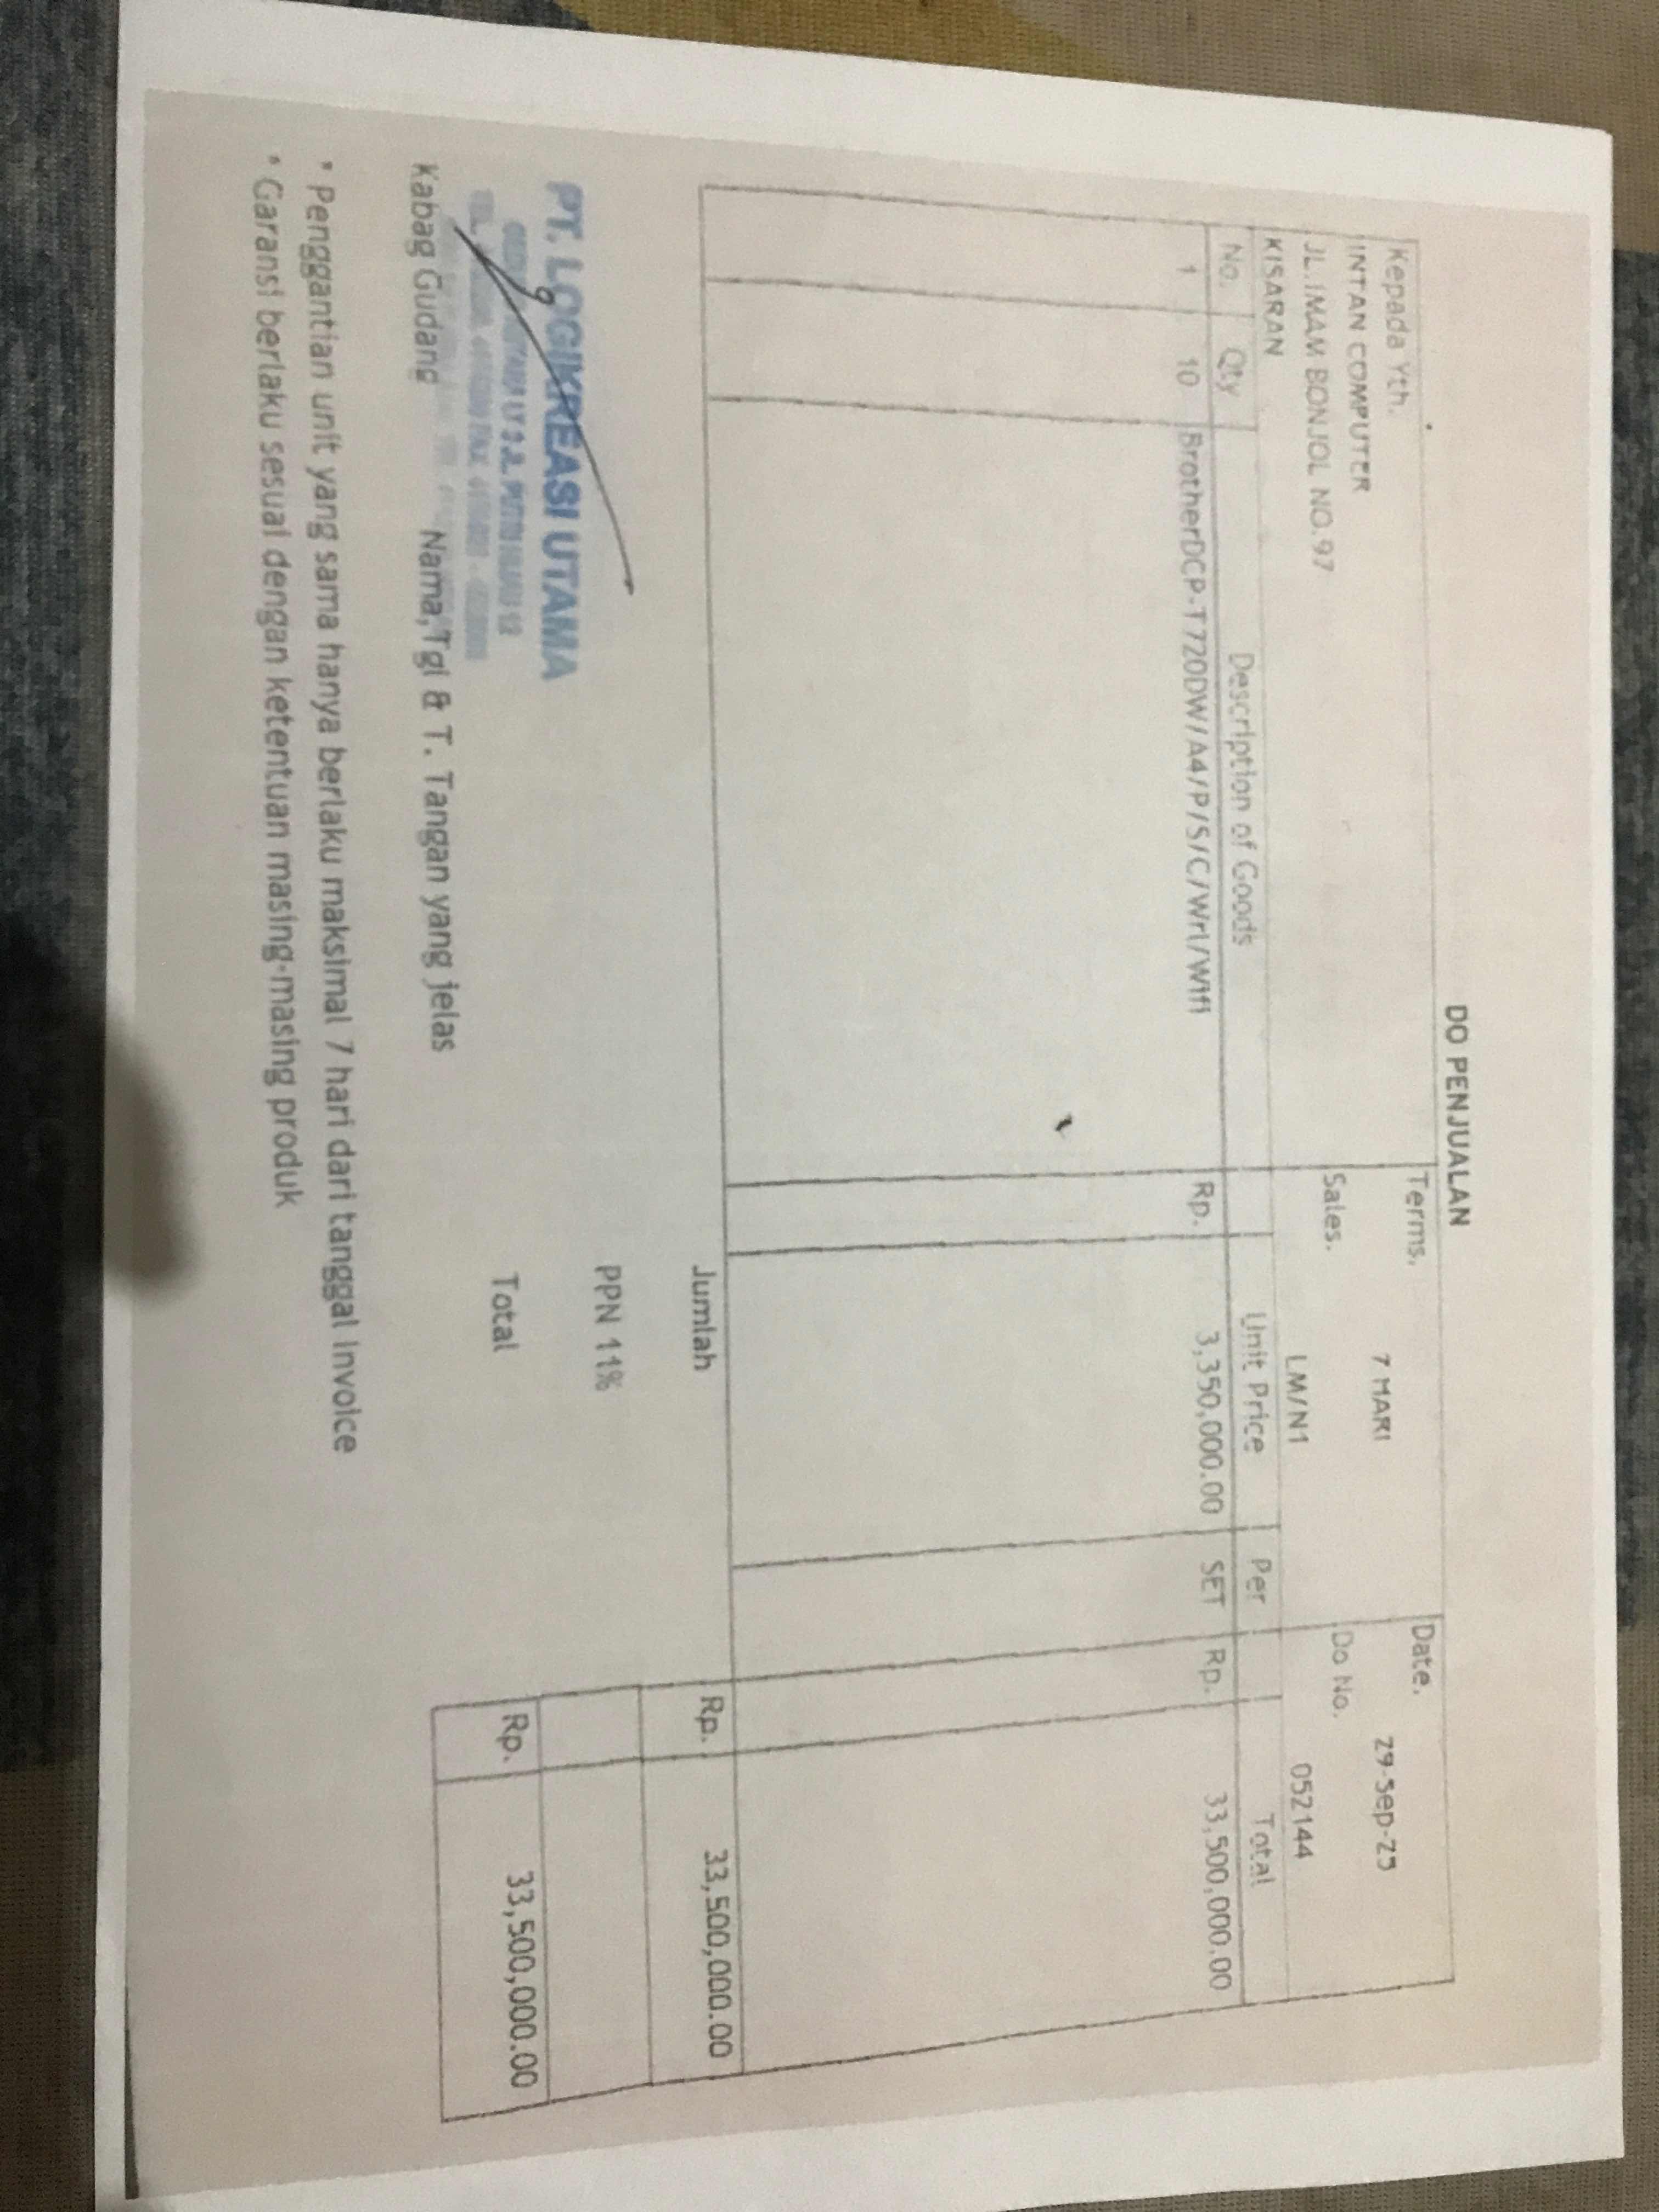 DO PENJUALAN
Kepada Yth.
INTAN COMPUTER
JL.IMAM BONJOL NO.97
KISARAN
Terms.
7 HARI
Sales.
LM/N1
Date.
29-Sep-25
Do No.
052144
No. Qty Description of Goods Unit Price Per Total
1 10 BrotherDCP-T720DW/A4/P/S/C/Wrl/Wifi Rp. 3,350,000.00 SET Rp. 33,500,000.00
Jumlah Rp. 33,500,000.00
PPN 11%
Total Rp. 33,500,000.00
PT. LOGIKREASI UTAMA
Kabag Gudang Nama,Tgl & T. Tangan yang jelas
* Penggantian unit yang sama hanya berlaku maksimal 7 hari dari tanggal Invoice
* Garansi berlaku sesuai dengan ketentuan masing-masing produk